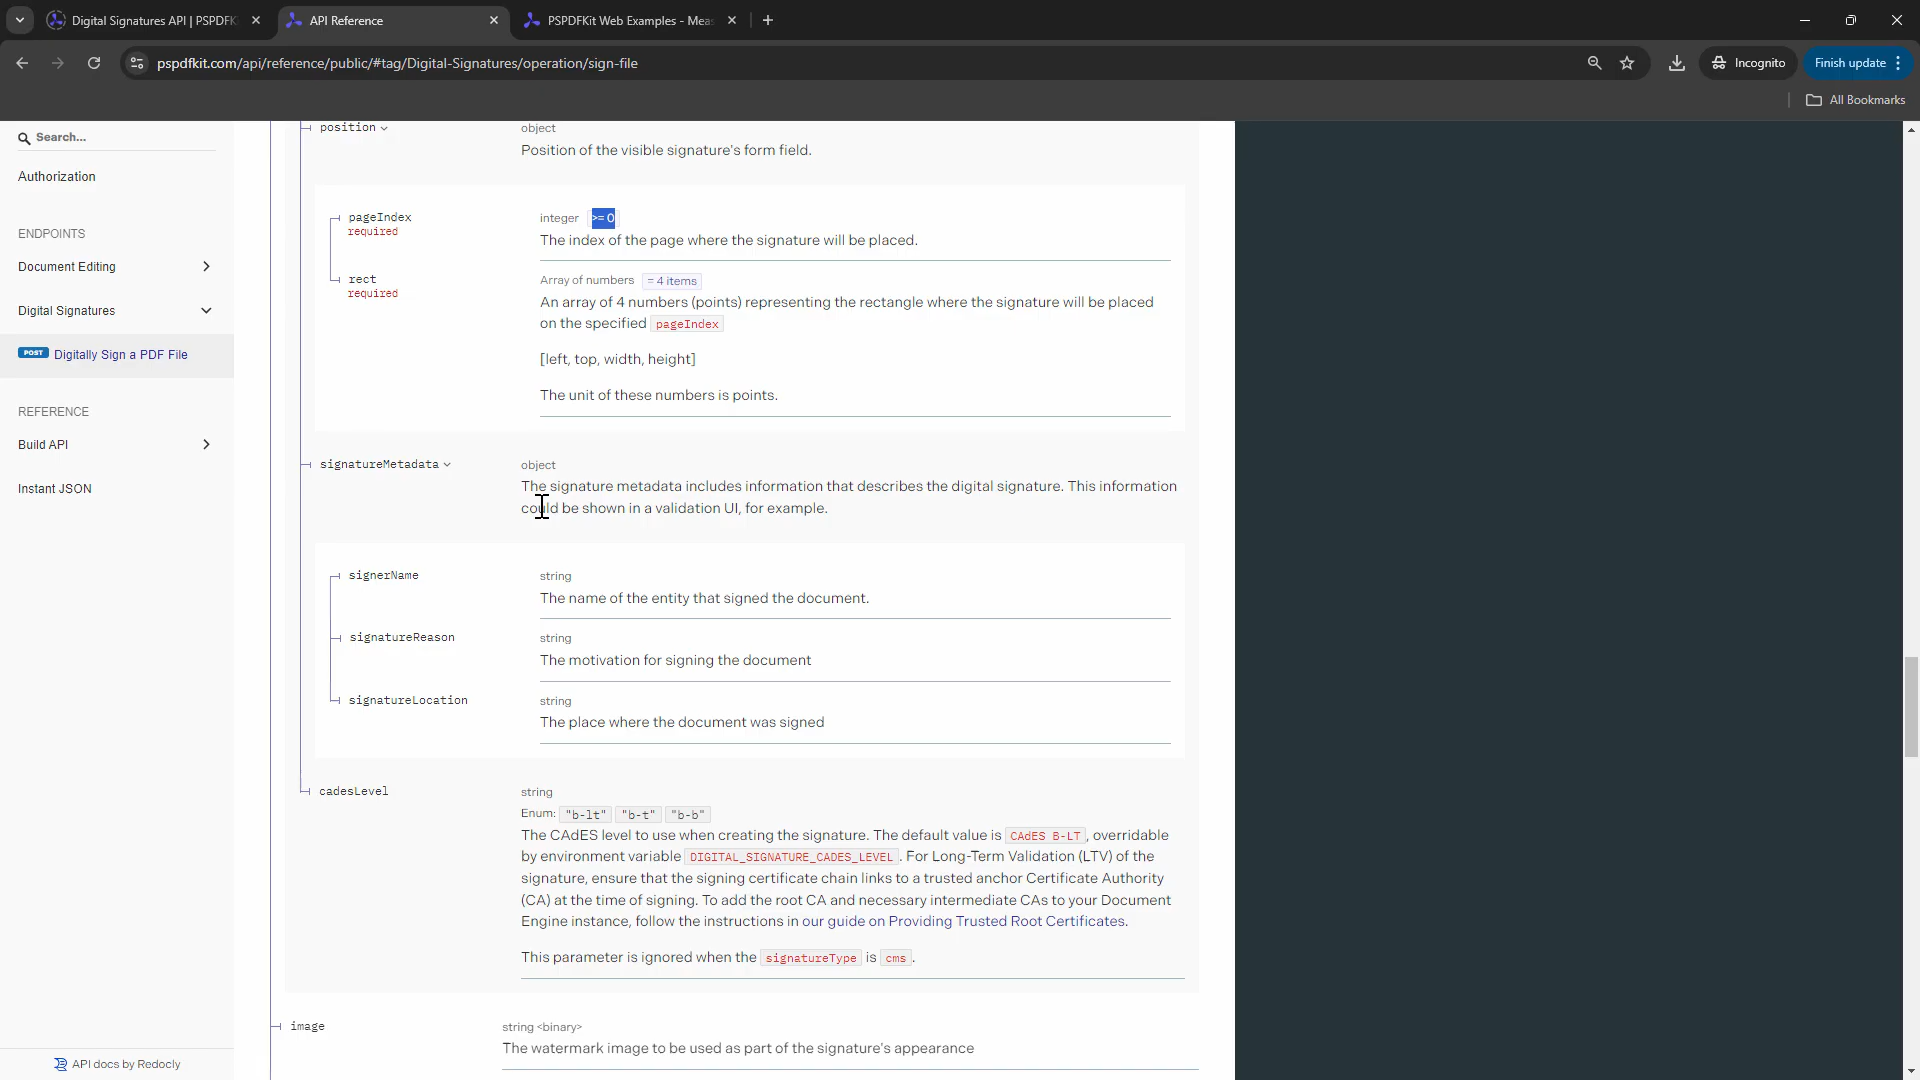 Digital Signatures API | PSPDFK
API Reference
PSPDFKit Web Examples - Mea
pspdfkit.com/api/reference/public/#tag/Digital-Signatures/operation/sign-file
Incognito
Finish update
All Bookmarks
Search...
Authorization
ENDPOINTS
Document Editing
Digital Signatures
POST Digitally Sign a PDF File
REFERENCE
Build API
Instant JSON
API docs by Redocly
position
object
Position of the visible signature's form field.
pageIndex
required
integer >= 0
The index of the page where the signature will be placed.
rect
required
Array of numbers = 4 items
An array of 4 numbers (points) representing the rectangle where the signature will be placed
on the specified pageIndex
[left, top, width, height]
The unit of these numbers is points.
signatureMetadata
object
The signature metadata includes information that describes the digital signature. This information
could be shown in a validation UI, for example.
signerName
string
The name of the entity that signed the document.
signatureReason
string
The motivation for signing the document
signatureLocation
string
The place where the document was signed
cadesLevel
string
Enum: "b-lt" "b-t" "b-b"
The CAdES level to use when creating the signature. The default value is CAdES B-LT, overridable
by environment variable DIGITAL_SIGNATURE_CADES_LEVEL. For Long-Term Validation (LTV) of the
signature, ensure that the signing certificate chain links to a trusted anchor Certificate Authority
(CA) at the time of signing. To add the root CA and necessary intermediate CAs to your Document
Engine instance, follow the instructions in our guide on Providing Trusted Root Certificates.
This parameter is ignored when the signatureType is cms.
image
string <binary>
The watermark image to be used as part of the signature's appearance